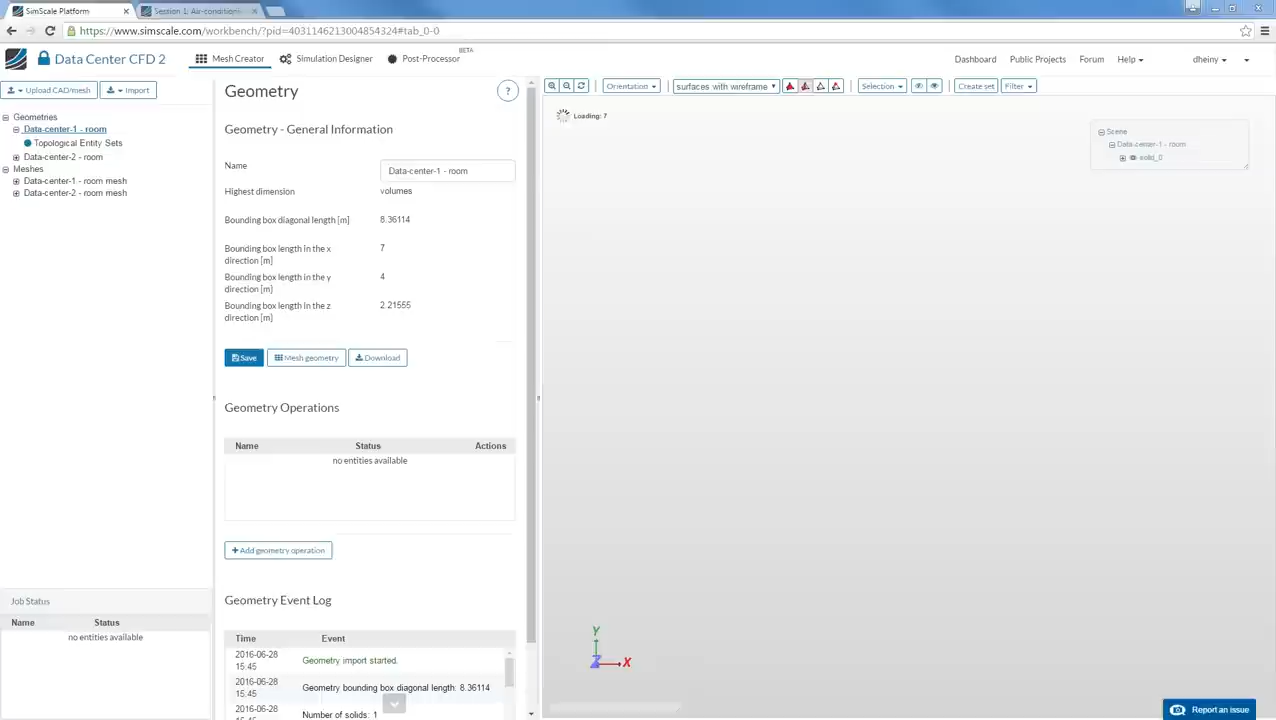 SimScale Platform
Session 1: Air-condition
https://www.simscale.com/workbench/?pid=4031146213004854324#tab_0-0
Data Center CFD 2
Mesh Creator
Simulation Designer
Post-Processor
BETA
Dashboard
Public Projects
Forum
Help
dheiny
Upload CAD/mesh
Import
Geometries
Data-center-1 - room
Topological Entity Sets
Data-center-2 - room
Meshes
Data-center-1 - room mesh
Data-center-2 - room mesh
Job Status
Name Status
no entities available
Geometry
?
Geometry - General Information
Name Data-center-1 - room
Highest dimension volumes
Bounding box diagonal length [m] 8.36114
Bounding box length in the x 7
direction [m]
Bounding box length in the y 4
direction [m]
Bounding box length in the z 2.21555
direction [m]
Save
Mesh geometry
Download
Geometry Operations
Name Status Actions
no entities available
+ Add geometry operation
Geometry Event Log
Time Event
2016-06-28
15:45
Geometry import started.
2016-06-28
15:45
Geometry bounding box diagonal length: 8.36114
2016-06-28
Number of solids: 1
Orientation
surfaces with wireframe
Selection
Create set
Filter
Loading: 7
Scene
Data-center-1 - room
solid_0
Y
Z
X
Report an issue